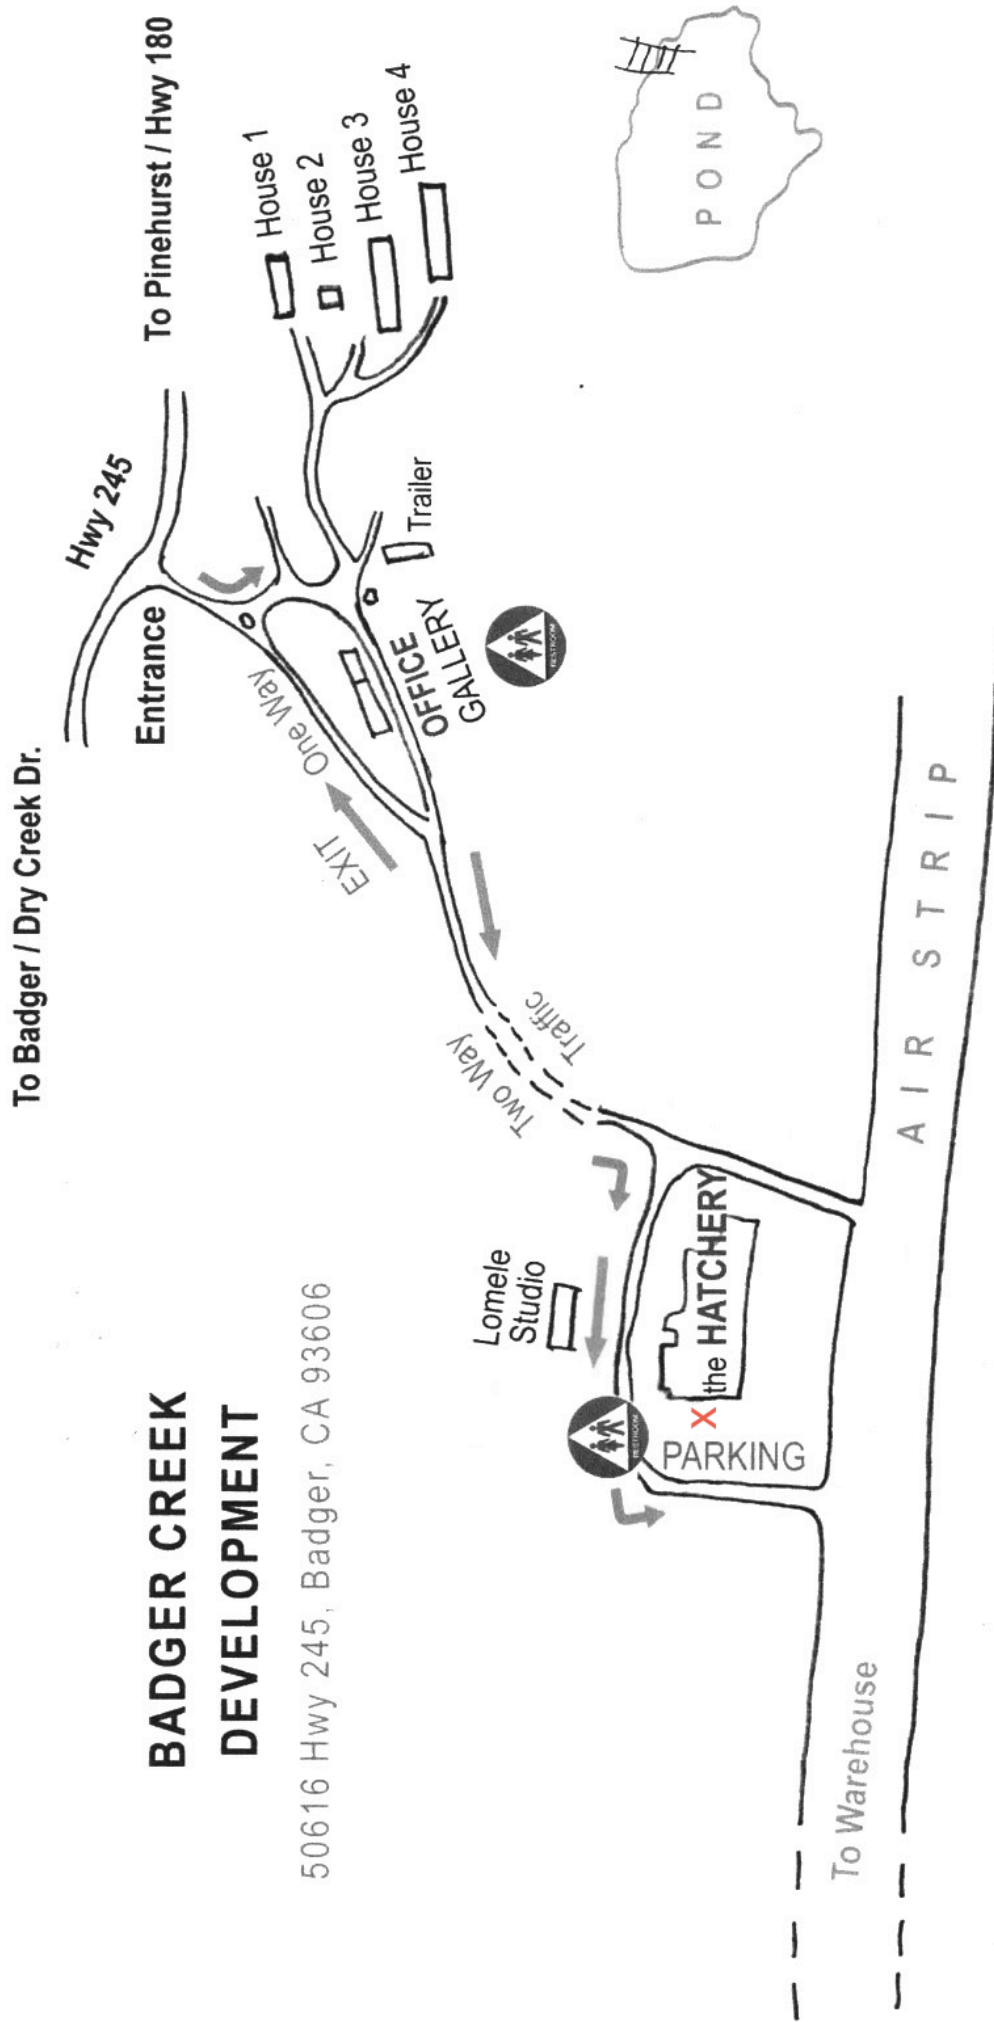 BADGER CREEK
DEVELOPMENT
50616 Hwy 245, Badger, CA 93606
To Badger / Dry Creek Dr.
Hwy 245
To Pinehurst / Hwy 180
Entrance
House 1
House 2
House 3
House 4
One Way
EXIT
Trailer
OFFICE
GALLERY
RESTROOM
POND
Two Way
Traffic
Lomele
Studio
RESTROOM
X the HATCHERY
PARKING
AIR STRIP
To Warehouse